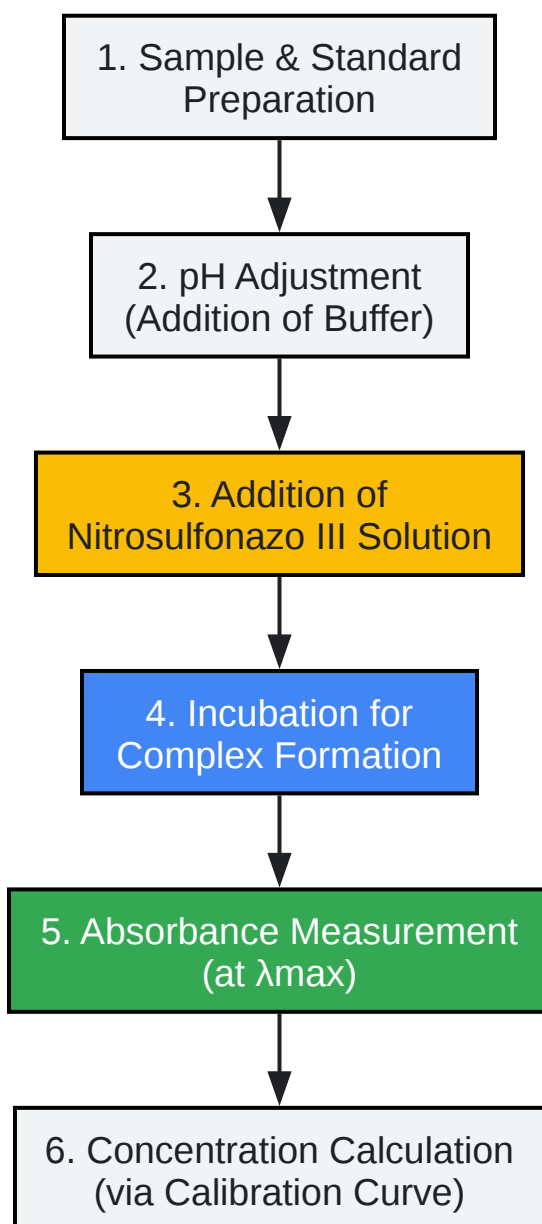 1. Sample & Standard
Preparation
2. pH Adjustment
(Addition of Buffer)
3. Addition of
Nitrosulfonazo III Solution
4. Incubation for
Complex Formation
5. Absorbance Measurement
(at λmax)
6. Concentration Calculation
(via Calibration Curve)